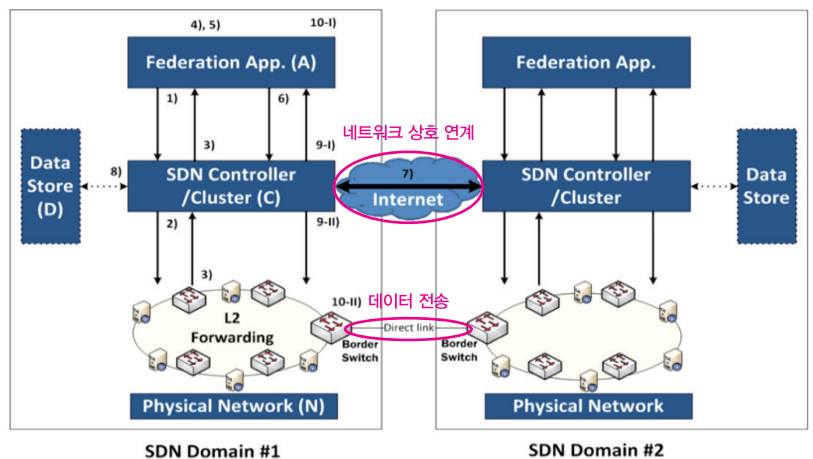 4), 5)
10-I)
Federation App. (A)
1)
6)
3)
9-I)
Data
Store
(D)
8)
SDN Controller
/Cluster (C)
2)
9-II)
3)
L2
Forwarding
10-II)
Border
Switch
Physical Network (N)
SDN Domain #1
네트워크 상호 연계
7)
Internet
데이터 전송
Direct link
Federation App.
SDN Controller
/Cluster
Data
Store
Border
Switch
Physical Network
SDN Domain #2